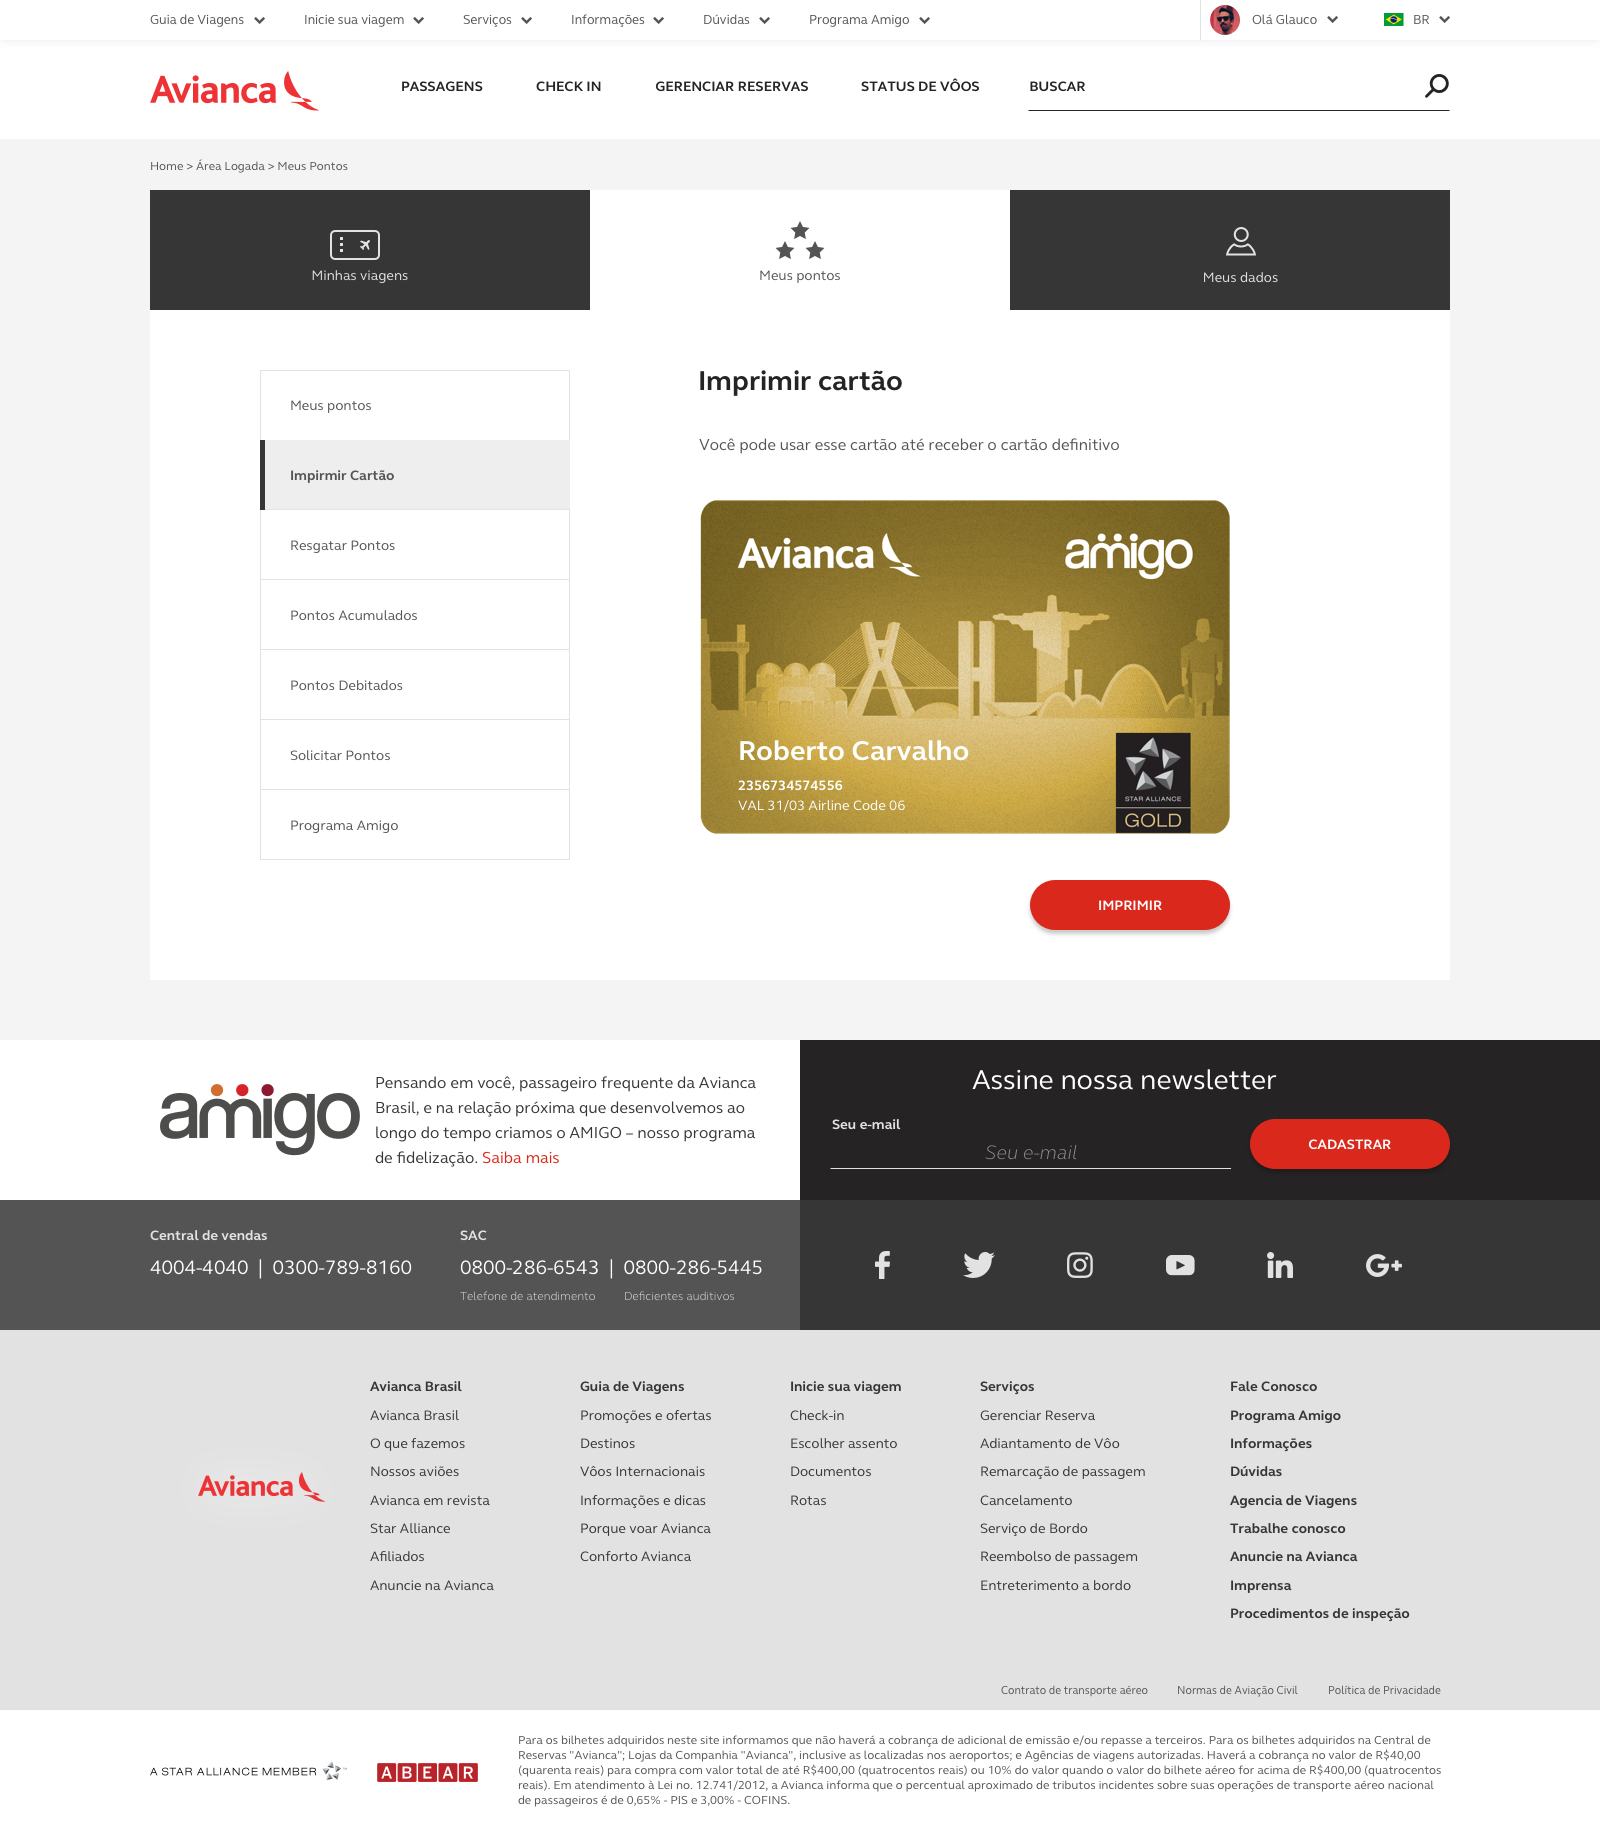 Guia de Viagens Inicie sua viagem Serviços Informações Dúvidas Programa Amigo Olá Glauco BR
Avianca PASSAGENS CHECK IN GERENCIAR RESERVAS STATUS DE VÔOS BUSCAR
Home > Área Logada > Meus Pontos
Minhas viagens Meus pontos Meus dados
Imprimir cartão
Você pode usar esse cartão até receber o cartão definitivo
Meus pontos
Impirmir Cartão
Resgatar Pontos
Pontos Acumulados
Pontos Debitados
Solicitar Pontos
Programa Amigo
Avianca amigo
Roberto Carvalho
2356734574556
VAL 31/03 Airline Code 06
STAR ALLIANCE
GOLD
IMPRIMIR
amigo
Pensando em você, passageiro frequente da Avianca
Brasil, e na relação próxima que desenvolvemos ao
longo do tempo criamos o AMIGO – nosso programa
de fidelização. Saiba mais
Assine nossa newsletter
Seu e-mail
Seu e-mail
CADASTRAR
Central de vendas
4004-4040 | 0300-789-8160
SAC
0800-286-6543 | 0800-286-5445
Telefone de atendimento Deficientes auditivos
Avianca
Avianca Brasil
Avianca Brasil
O que fazemos
Nossos aviões
Avianca em revista
Star Alliance
Afiliados
Anuncie na Avianca
Guia de Viagens
Promoções e ofertas
Destinos
Vôos Internacionais
Informações e dicas
Porque voar Avianca
Conforto Avianca
Inicie sua viagem
Check-in
Escolher assento
Documentos
Rotas
Serviços
Gerenciar Reserva
Adiantamento de Vôo
Remarcação de passagem
Cancelamento
Serviço de Bordo
Reembolso de passagem
Entreterimento a bordo
Fale Conosco
Programa Amigo
Informações
Dúvidas
Agencia de Viagens
Trabalhe conosco
Anuncie na Avianca
Imprensa
Procedimentos de inspeção
Contrato de transporte aéreo Normas de Aviação Civil Política de Privacidade
A STAR ALLIANCE MEMBER
ABEAR
Para os bilhetes adquiridos neste site informamos que não haverá a cobrança de adicional de emissão e/ou repasse a terceiros. Para os bilhetes adquiridos na Central de
Reservas "Avianca"; Lojas da Companhia "Avianca", inclusive as localizadas nos aeroportos; e Agências de viagens autorizadas. Haverá a cobrança no valor de R$40,00
(quarenta reais) para compra com valor total de até R$400,00 (quatrocentos reais) ou 10% do valor quando o valor do bilhete aéreo for acima de R$400,00 (quatrocentos
reais). Em atendimento à Lei no. 12.741/2012, a Avianca informa que o percentual aproximado de tributos incidentes sobre suas operações de transporte aéreo nacional
de passageiros é de 0,65% - PIS e 3,00% - COFINS.